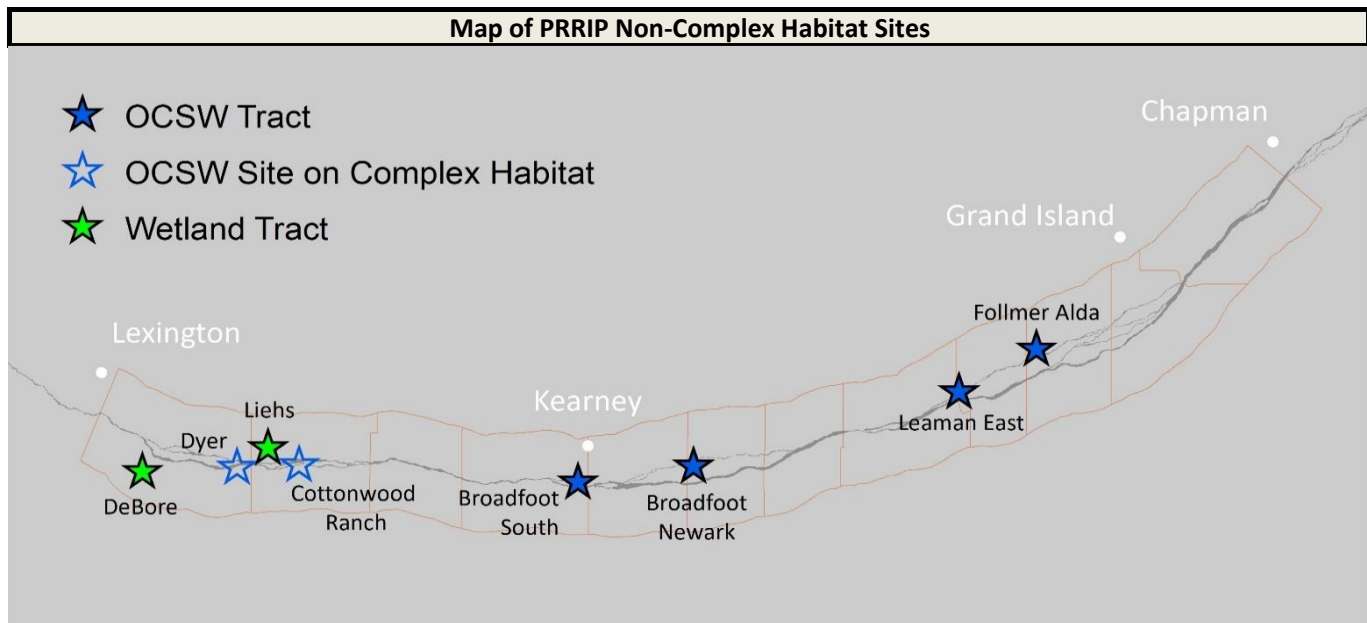 Map of PRRIP Non-Complex Habitat Sites
OCSW Tract
OCSW Site on Complex Habitat
Wetland Tract
Chapman
Grand Island
Follmer Alda
Lexington
Leaman East
Kearney
Liehs
Dyer
DeBore
Cottonwood
Ranch
Broadfoot
South
Broadfoot
Newark